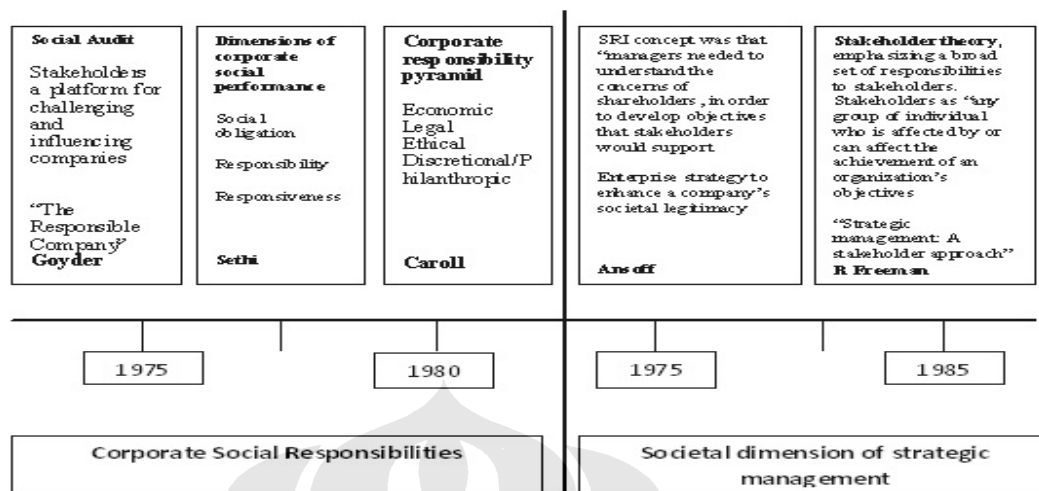 Social Audit
Stakeholders
a platform for
challenging
and
influencing
companies
“The
Responsible
Company”
Goyder
Dimensions of
corporate
social
performance
Social
obligation
Responsibility
Responsiveness
Sethi
Corporate
responsibility
pyramid
Economic
Legal
Ethical
Discretional/P
hilanthropic
Caroll
SRI concept was that
“managers needed to
understand the
concerns of
shareholders, in order
to develop objectives
that stakeholders
would support
Enterprise strategy to
enhance a company’s
societal legitimacy
Ansoff
Stakeholder theory,
emphasizing a broad
set of responsibilities
to stakeholders.
Stakeholders as “any
group of individual
who is affected by or
can affect the
achievement of an
organization’s
objectives
“Strategic
management: A
stakeholder approach”
R Freeman
1975
1980
1975
1985
Corporate Social Responsibilities
Societal dimension of strategic
management